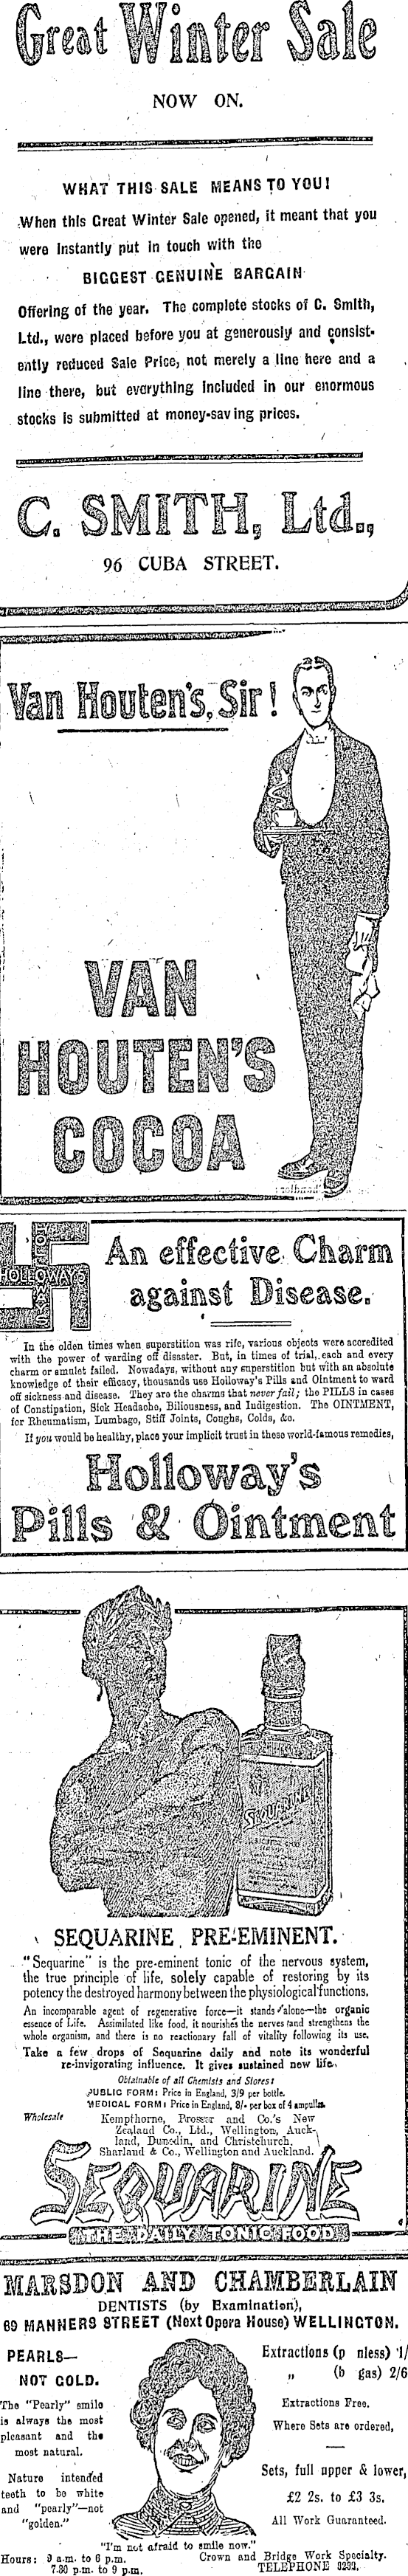 Great Winter Sale
NOW ON.
WHAT THIS SALE MEANS TO YOU!
When this Great Winter Sale opened, it meant that you
were instantly put in touch with the
BIGGEST GENUINE BARGAIN
Offering of the year. The complete stocks of C. Smith,
Ltd., were placed before you at generously and consist-
ently reduced Sale Price, not merely a line here and a
line there, but everything included in our enormous
stocks is submitted at money-saving prices.
C. SMITH, Ltd.,
96 CUBA STREET.
Van Houten's, Sir!
VAN
HOUTEN'S
COCOA
HOLLOWAYS
An effective Charm
against Disease.
In the olden times when superstition was rife, various objects were accredited
with the power of warding off disaster. But, in times of trial, each and every
charm or amulet failed. Nowadays, without any superstition but with an absolute
knowledge of their efficacy, thousands use Holloway's Pills and Ointment to ward
off sickness and disease. They are the charms that never fail; the PILLS in cases
of Constipation, Sick Headache, Biliousness, and Indigestion. The OINTMENT,
for Rheumatism, Lumbago, Stiff Joints, Coughs, Colds, &c.
If you would be healthy, place your implicit trust in these world-famous remedies,
Holloway's
Pills & Ointment
SEQUARINE
SEQUARINE PRE-EMINENT.
"Sequarine" is the pre-eminent tonic of the nervous system,
the true principle of life, solely capable of restoring by its
potency the destroyed harmony between the physiological functions.
An incomparable agent of regenerative force—it stands alone—the organic
essence of Life. Assimilated like food, it nourishes the nerves and strengthens the
whole organism, and there is no reactionary fall of vitality following its use.
Take a few drops of Sequarine daily and note its wonderful
re-invigorating influence. It gives sustained new life.
Obtainable of all Chemists and Stores:
PUBLIC FORM: Price in England, 3/9 per bottle.
MEDICAL FORM: Price in England, 8/- per box of 4 ampullas.
Wholesale Kempthorne, Prosser and Co.'s New
Zealand Co., Ltd., Wellington, Auck-
land, Dunedin, and Christchurch.
Sharland & Co., Wellington and Auckland.
SEQUARINE
THE DAILY TONIC FOOD
MARSDON AND CHAMBERLAIN
DENTISTS (by Examination),
69 MANNERS STREET (Next Opera House) WELLINGTON.
PEARLS—
NOT GOLD.
The "Pearly" smile
is always the most
pleasant and the
most natural.
Nature intended
teeth to be white
and "pearly"—not
"golden."
Extractions (p nless) 1/
" (b gas) 2/6
Extractions Free.
Where Sets are ordered,
Sets, full upper & lower,
£2 2s. to £3 3s.
All Work Guaranteed.
"I'm not afraid to smile now."
Hours: 9 a.m. to 6 p.m. Crown and Bridge Work Specialty.
7.30 p.m. to 9 p.m. TELEPHONE